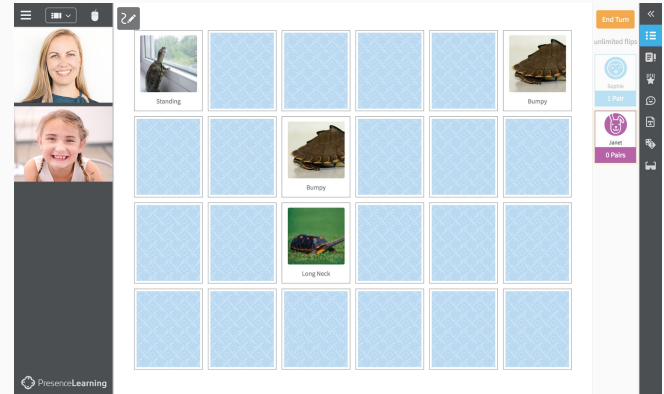 End Turn
unlimited flips
Sophie
1 Pair
Janet
0 Pairs
Standing
Bumpy
Bumpy
Long Neck
PresenceLearning